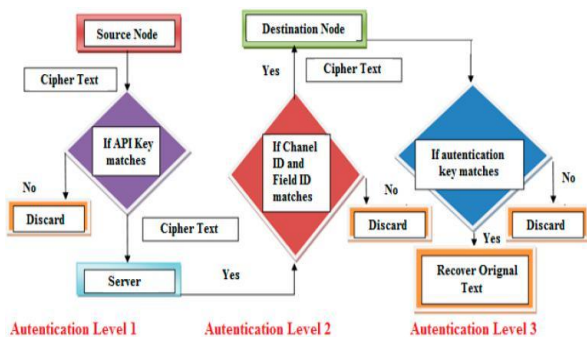 Source Node
Cipher Text
If API Key
matches
No
Discard
Cipher Text
Server
Yes
Autentication Level 1
Destination Node
Yes
Cipher Text
If Chanel
ID and
Field ID
matches
No
Discard
Autentication Level 2
If autentication
key matches
No
Discard
Yes
Recover Orignal
Text
Autentication Level 3